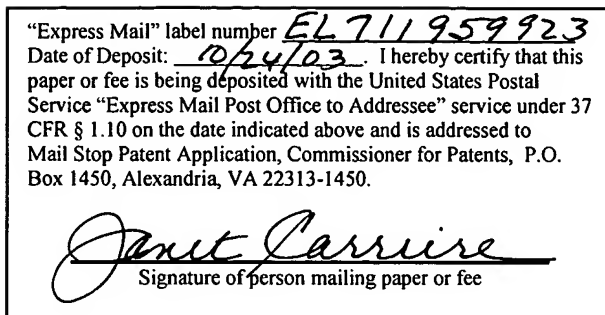 "Express Mail" label number EL711959923
Date of Deposit: 10/24/03. I hereby certify that this
paper or fee is being deposited with the United States Postal
Service "Express Mail Post Office to Addressee" service under 37
CFR § 1.10 on the date indicated above and is addressed to
Mail Stop Patent Application, Commissioner for Patents, P.O.
Box 1450, Alexandria, VA 22313-1450.
Janet Carruire
Signature of person mailing paper or fee